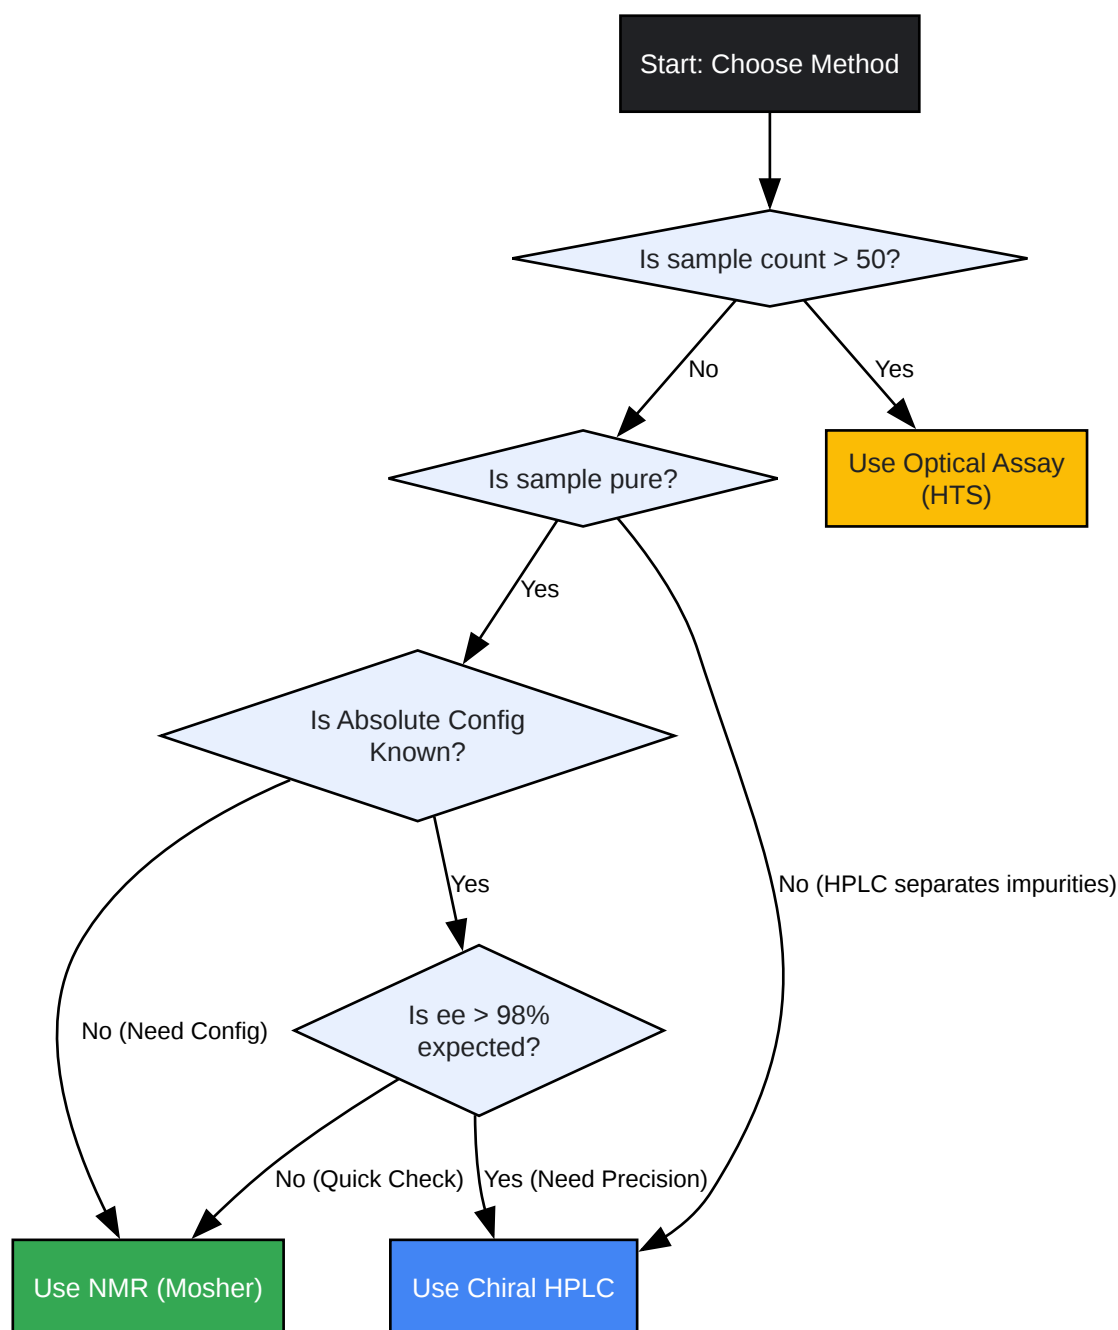 Start: Choose Method
Is sample count > 50?
No
Yes
Is sample pure?
Use Optical Assay
(HTS)
Yes
Is Absolute Config
Known?
Yes
No (HPLC separates impurities)
Is ee > 98%
expected?
No (Need Config)
No (Quick Check)
Yes (Need Precision)
Use NMR (Mosher)
Use Chiral HPLC